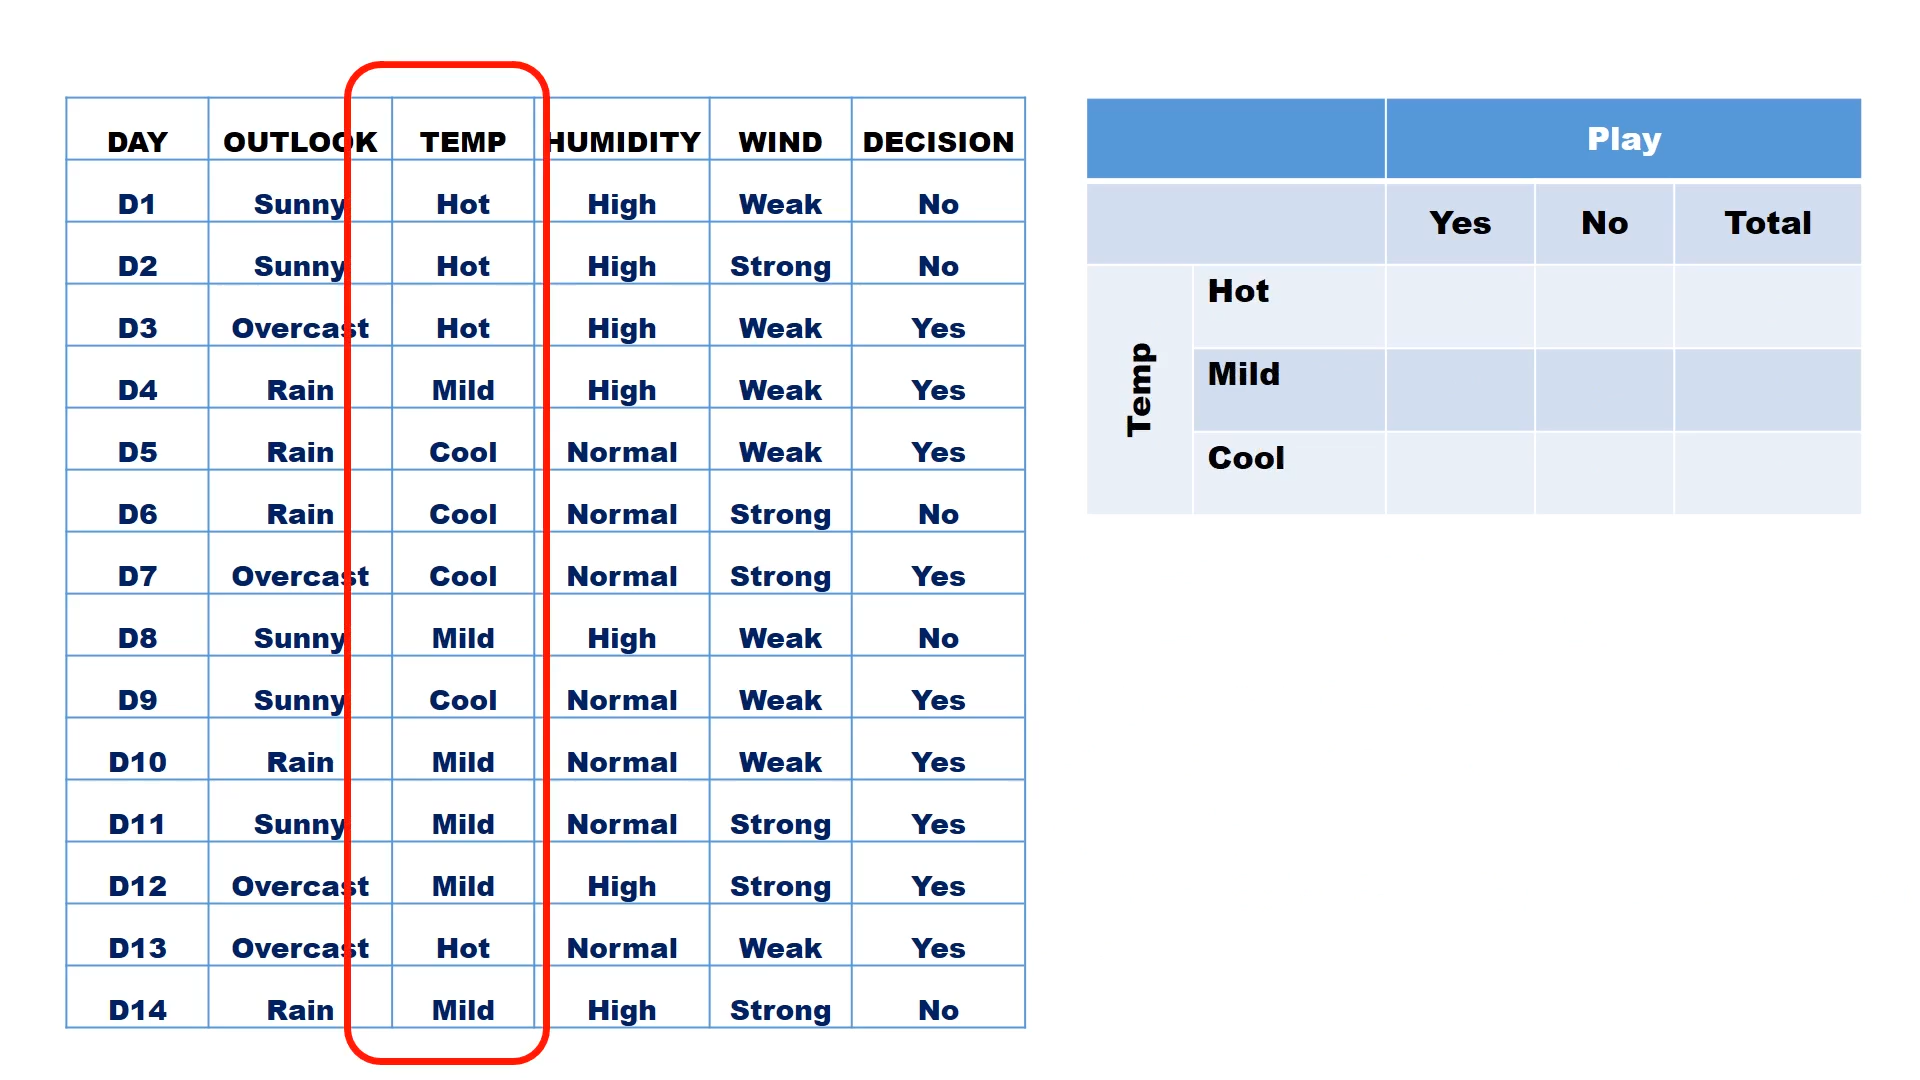 DAY OUTLOOK TEMP HUMIDITY WIND DECISION
D1 Sunny Hot High Weak No
D2 Sunny Hot High Strong No
D3 Overcast Hot High Weak Yes
D4 Rain Mild High Weak Yes
D5 Rain Cool Normal Weak Yes
D6 Rain Cool Normal Strong No
D7 Overcast Cool Normal Strong Yes
D8 Sunny Mild High Weak No
D9 Sunny Cool Normal Weak Yes
D10 Rain Mild Normal Weak Yes
D11 Sunny Mild Normal Strong Yes
D12 Overcast Mild High Strong Yes
D13 Overcast Hot Normal Weak Yes
D14 Rain Mild High Strong No
Play
Yes No Total
Temp
Hot
Mild
Cool